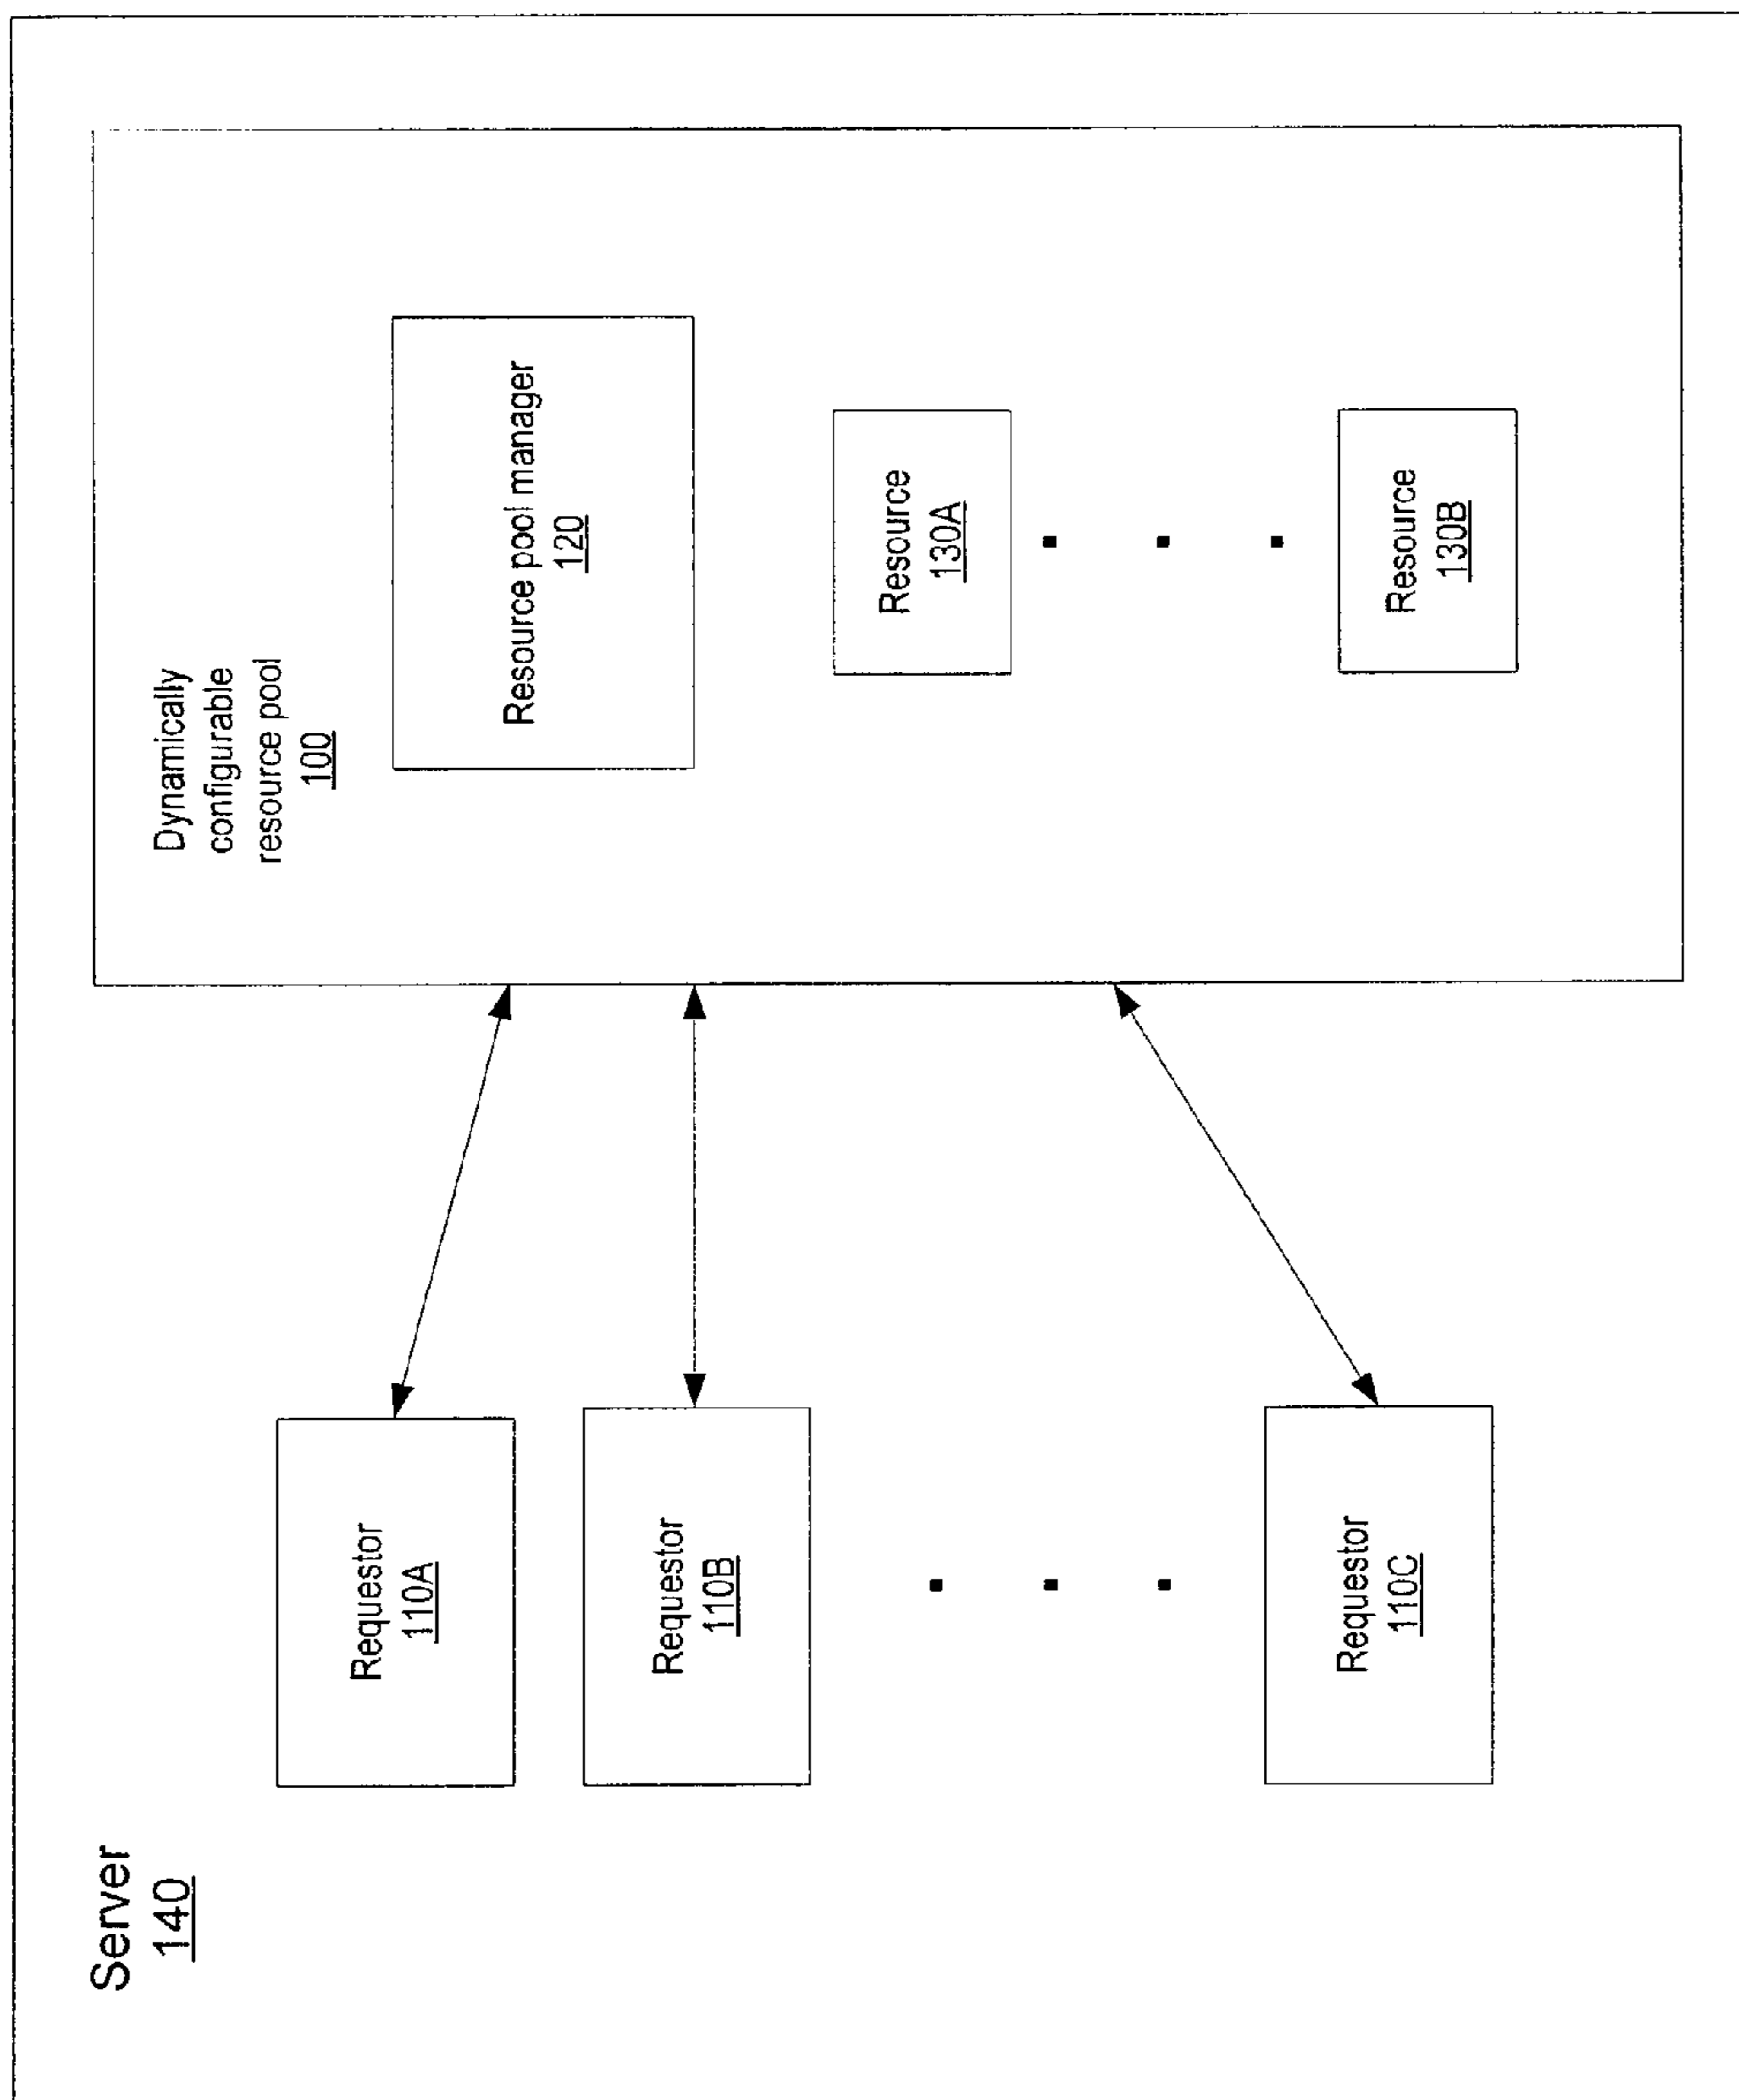 Server
140
Requestor
110A
Requestor
110B
Requestor
110C
Dynamically
configurable
resource pool
100
Resource pool manager
120
Resource
130A
Resource
130B